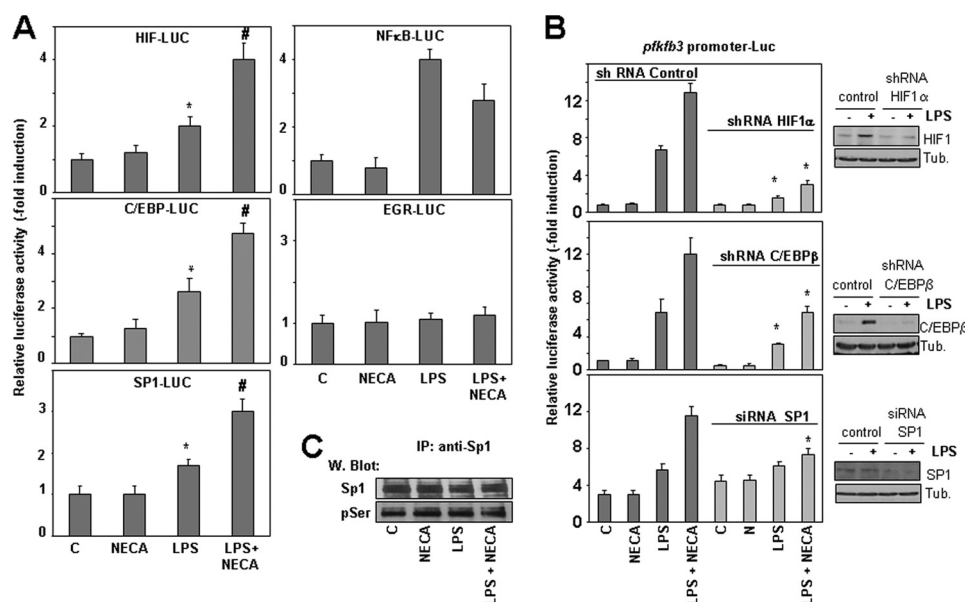 A
Relative luciferase activity (-fold induction)
HIF-LUC
#
*
4
2
0
C/EBP-LUC
#
*
4
2
0
SP1-LUC
#
*
3
2
1
0
C NECA LPS LPS+
NECA
NFκB-LUC
4
2
0
EGR-LUC
3
1
0
C NECA LPS LPS+
NECA
C
IP: anti-Sp1
W. Blot:
Sp1
pSer
C NECA LPS LPS + NECA
B
pfkfb3 promoter-Luc
Relative luciferase activity (-fold induction)
sh RNA Control
shRNA HIF1α
* *
12
8
4
0
shRNA C/EBPβ
* *
12
8
4
0
siRNA SP1
*
12
8
4
0
C NECA LPS LPS + NECA C N LPS LPS + NECA
shRNA
control HIF1α
- + - + LPS
HIF1
Tub.
shRNA
control C/EBPβ
- + - + LPS
C/EBPβ
Tub.
siRNA
control SP1
- + - + LPS
SP1
Tub.